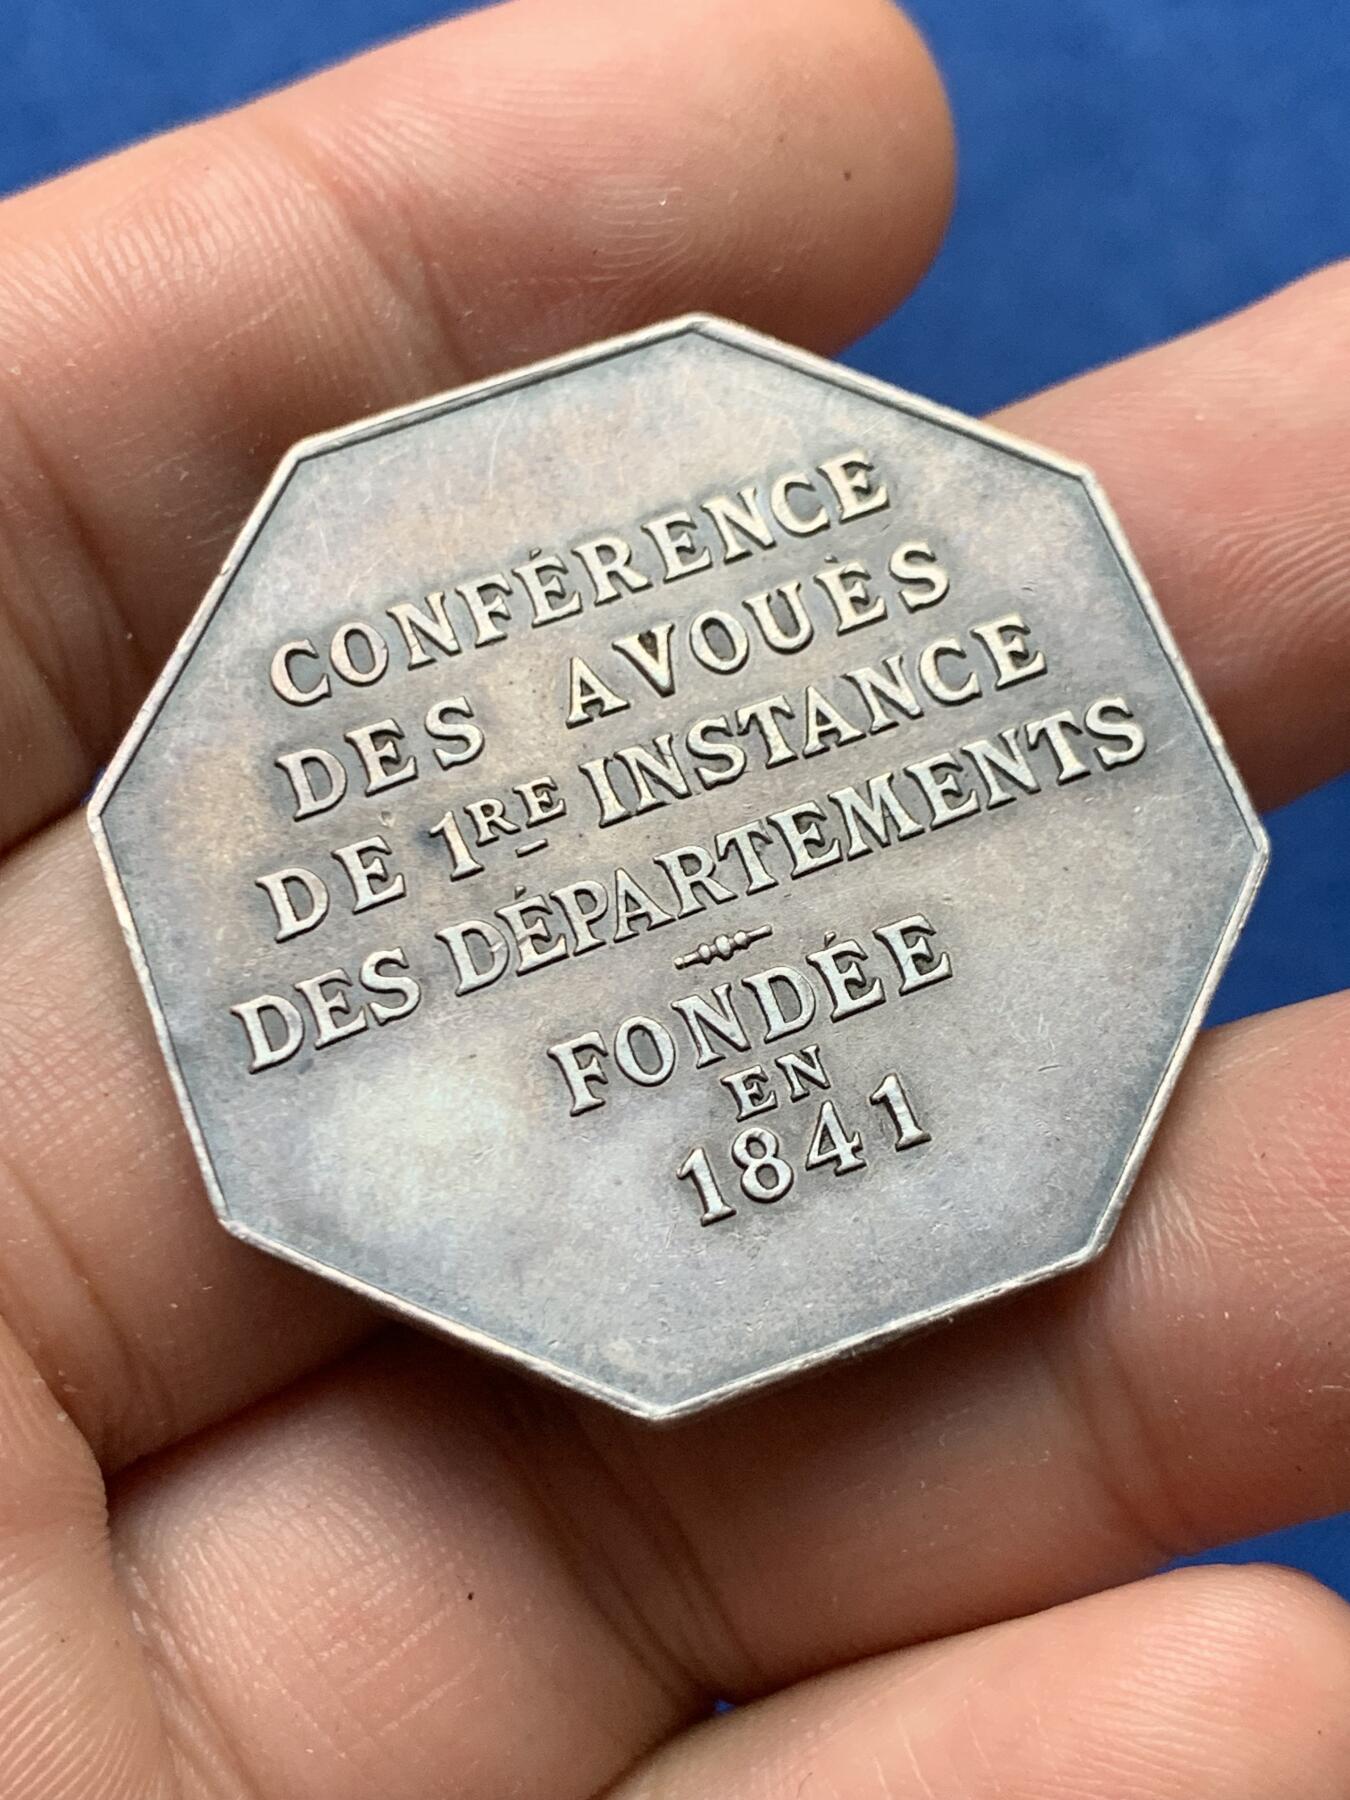 CONFÉRENCE
DES AVOUÉS
DE 1RE INSTANCE
DES DÉPARTEMENTS
FONDÉE
EN
1841